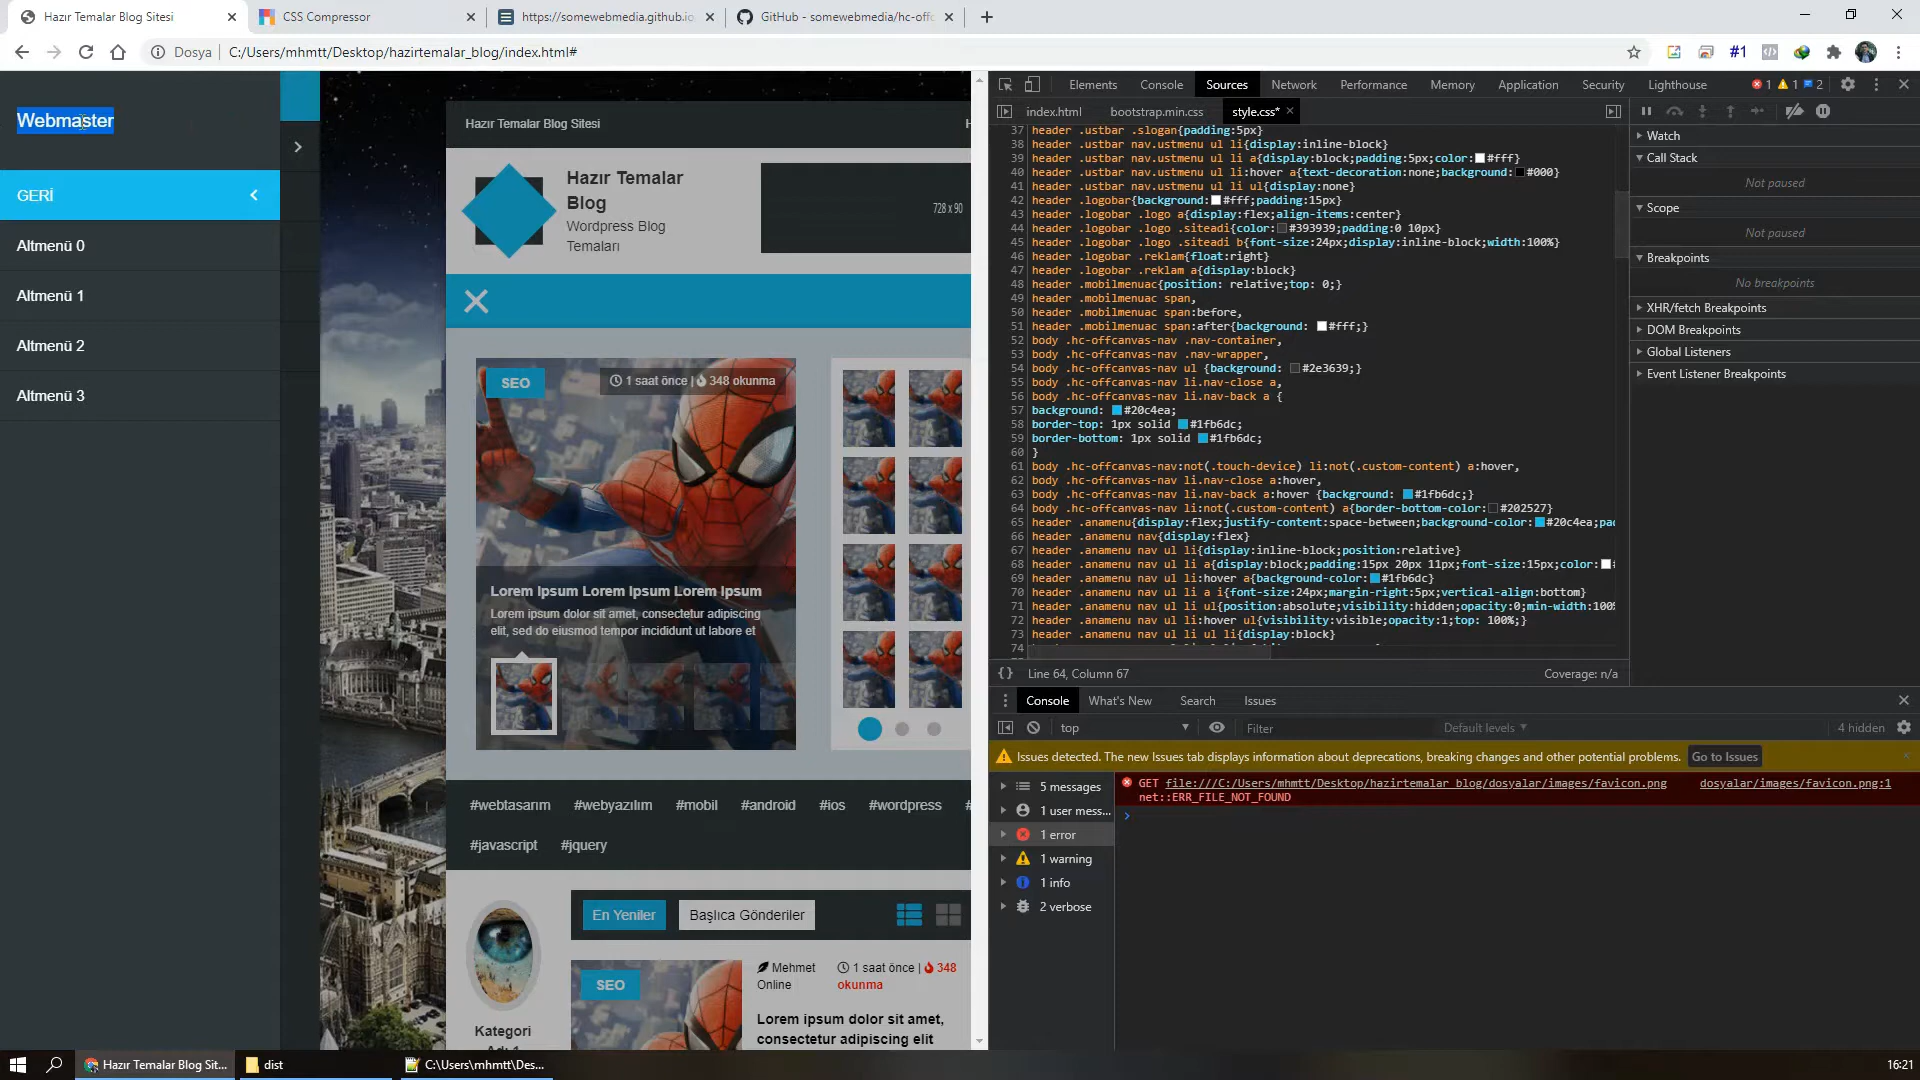 Hazır Temalar Blog Sitesi
CSS Compressor
https://somewebmedia.github.io
GitHub - somewebmedia/hc-offc
Dosya
C:/Users/mhmtt/Desktop/hazirtemalar_blog/index.html#
#1
Webmaster
GERİ
Altmenü 0
Altmenü 1
Altmenü 2
Altmenü 3
Hazır Temalar Blog Sitesi
H
Hazır Temalar
Blog
Wordpress Blog
Temaları
728 x 90
SEO
1 saat önce | 348 okunma
Lorem Ipsum Lorem Ipsum Lorem Ipsum
Lorem ipsum dolor sit amet, consectetur adipiscing
elit, sed do eiusmod tempor incididunt ut labore et
#webtasarım #webyazılım #mobil #android #ios #wordpress #
#javascript #jquery
Kategori
En Yeniler
Başlıca Gönderiler
SEO
Mehmet
Online
1 saat önce | 348
okunma
Lorem ipsum dolor sit amet,
consectetur adipiscing elit
Elements Console Sources Network Performance Memory Application Security Lighthouse 1 1 2
index.html bootstrap.min.css style.css*
37 header .ustbar .slogan{padding:5px}
38 header .ustbar nav.ustmenu ul li{display:inline-block}
39 header .ustbar nav.ustmenu ul li a{display:block;padding:5px;color:#fff}
40 header .ustbar nav.ustmenu ul li:hover a{text-decoration:none;background:#000}
41 header .ustbar nav.ustmenu ul li ul{display:none}
42 header .logobar{background:#fff;padding:15px}
43 header .logobar .logo a{display:flex;align-items:center}
44 header .logobar .logo .siteadi{color:#393939;padding:0 10px}
45 header .logobar .logo .siteadi b{font-size:24px;display:inline-block;width:100%}
46 header .logobar .reklam{float:right}
47 header .logobar .reklam a{display:block}
48 header .mobilmenuac{position: relative;top: 0;}
49 header .mobilmenuac span,
50 header .mobilmenuac span:before,
51 header .mobilmenuac span:after{background: #fff;}
52 body .hc-offcanvas-nav .nav-container,
53 body .hc-offcanvas-nav .nav-wrapper,
54 body .hc-offcanvas-nav ul {background: #2e3639;}
55 body .hc-offcanvas-nav li.nav-close a,
56 body .hc-offcanvas-nav li.nav-back a {
57 background: #20c4ea;
58 border-top: 1px solid #1fb6dc;
59 border-bottom: 1px solid #1fb6dc;
60 }
61 body .hc-offcanvas-nav:not(.touch-device) li:not(.custom-content) a:hover,
62 body .hc-offcanvas-nav li.nav-close a:hover,
63 body .hc-offcanvas-nav li.nav-back a:hover {background: #1fb6dc;}
64 body .hc-offcanvas-nav li:not(.custom-content) a{border-bottom-color:#202527}
65 header .anamenu{display:flex;justify-content:space-between;background-color:#20c4ea;pad
66 header .anamenu nav{display:flex}
67 header .anamenu nav ul li{display:inline-block;position:relative}
68 header .anamenu nav ul li a{display:block;padding:15px 20px 11px;font-size:15px;color:#
69 header .anamenu nav ul li:hover a{background-color:#1fb6dc}
70 header .anamenu nav ul li a i{font-size:24px;margin-right:5px;vertical-align:bottom}
71 header .anamenu nav ul li ul{position:absolute;visibility:hidden;opacity:0;min-width:100%
72 header .anamenu nav ul li:hover ul{visibility:visible;opacity:1;top: 100%;}
73 header .anamenu nav ul li ul li{display:block}
74
{ } Line 64, Column 67
Coverage: n/a
Watch
Call Stack
Not paused
Scope
Not paused
Breakpoints
No breakpoints
XHR/fetch Breakpoints
DOM Breakpoints
Global Listeners
Event Listener Breakpoints
Console What's New Search Issues
top
Filter
Default levels
4 hidden
Issues detected. The new Issues tab displays information about deprecations, breaking changes and other potential problems. Go to Issues
5 messages
1 user mess...
1 error
1 warning
1 info
2 verbose
GET file:///C:/Users/mhmtt/Desktop/hazirtemalar_blog/dosyalar/images/favicon.png
net::ERR_FILE_NOT_FOUND
dosyalar/images/favicon.png:1
Hazır Temalar Blog Sit...
dist
C:\Users\mhmtt\Des...
16:21